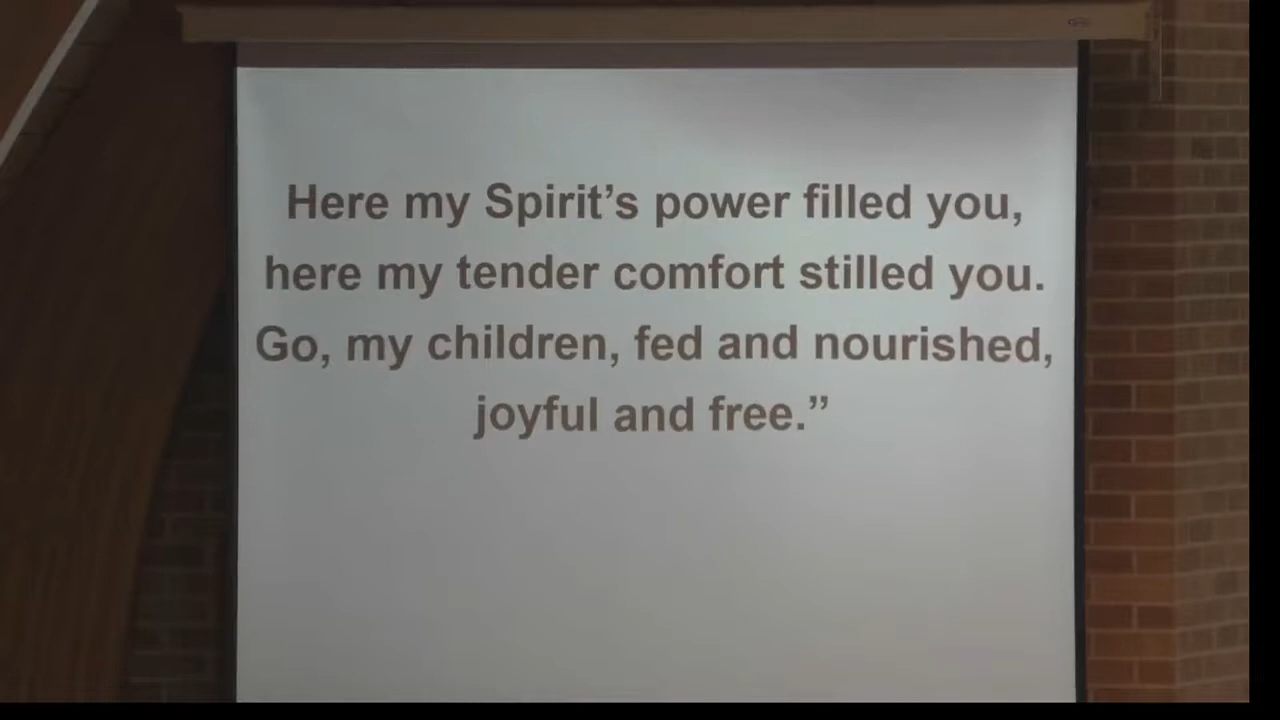 Here my Spirit’s power filled you,
here my tender comfort stilled you.
Go, my children, fed and nourished,
joyful and free.”